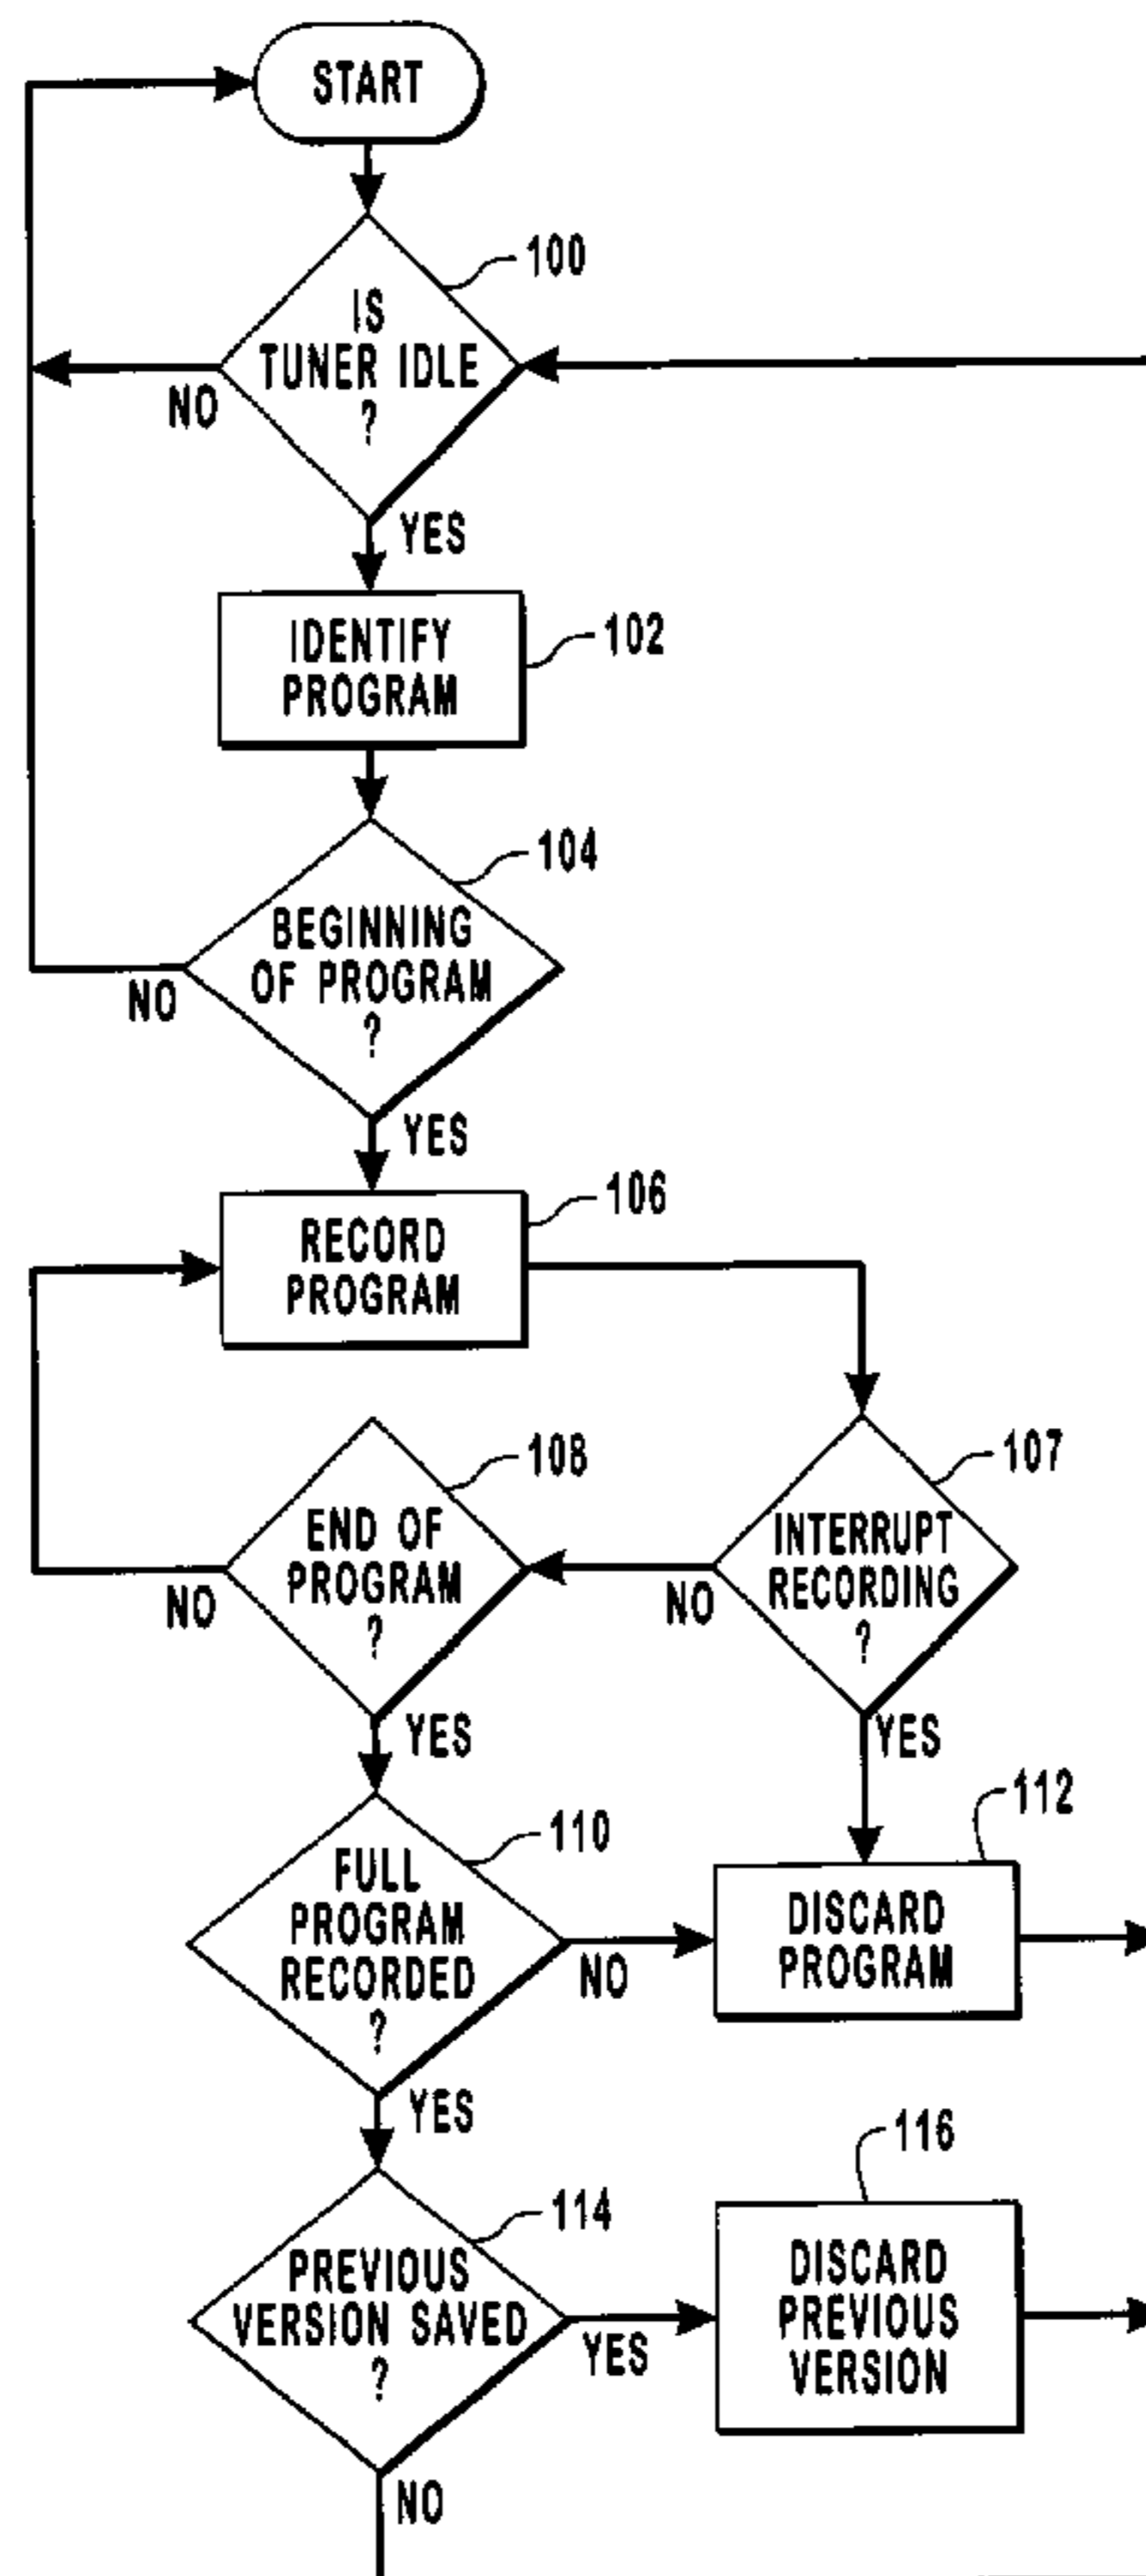 START
100
IS
TUNER IDLE
?
NO
YES
IDENTIFY
PROGRAM
102
104
BEGINNING
OF PROGRAM
?
NO
YES
106
RECORD
PROGRAM
108
END OF
PROGRAM
?
NO
YES
107
INTERRUPT
RECORDING
?
NO
YES
110
FULL
PROGRAM
RECORDED
?
NO
YES
112
DISCARD
PROGRAM
114
PREVIOUS
VERSION SAVED
?
YES
NO
116
DISCARD
PREVIOUS
VERSION